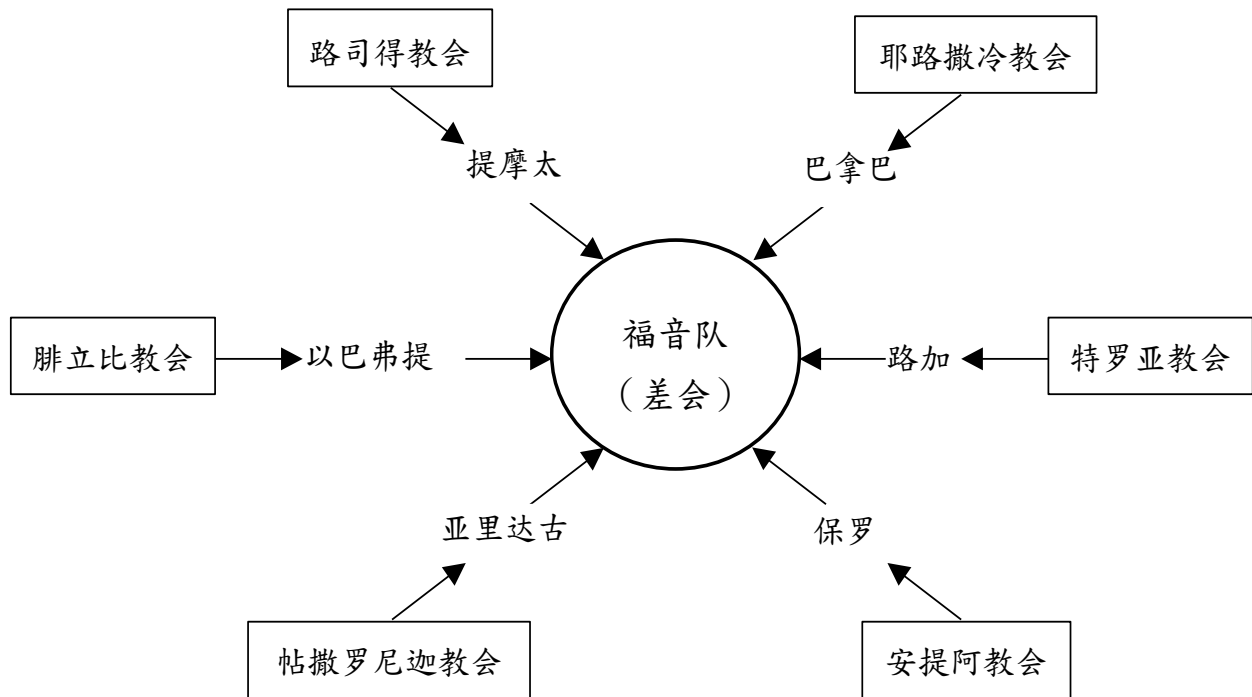 路司得教会
耶路撒冷教会
提摩太
巴拿巴
福音队
（差会）
腓立比教会
以巴弗提
路加
特罗亚教会
亚里达古
保罗
帖撒罗尼迦教会
安提阿教会